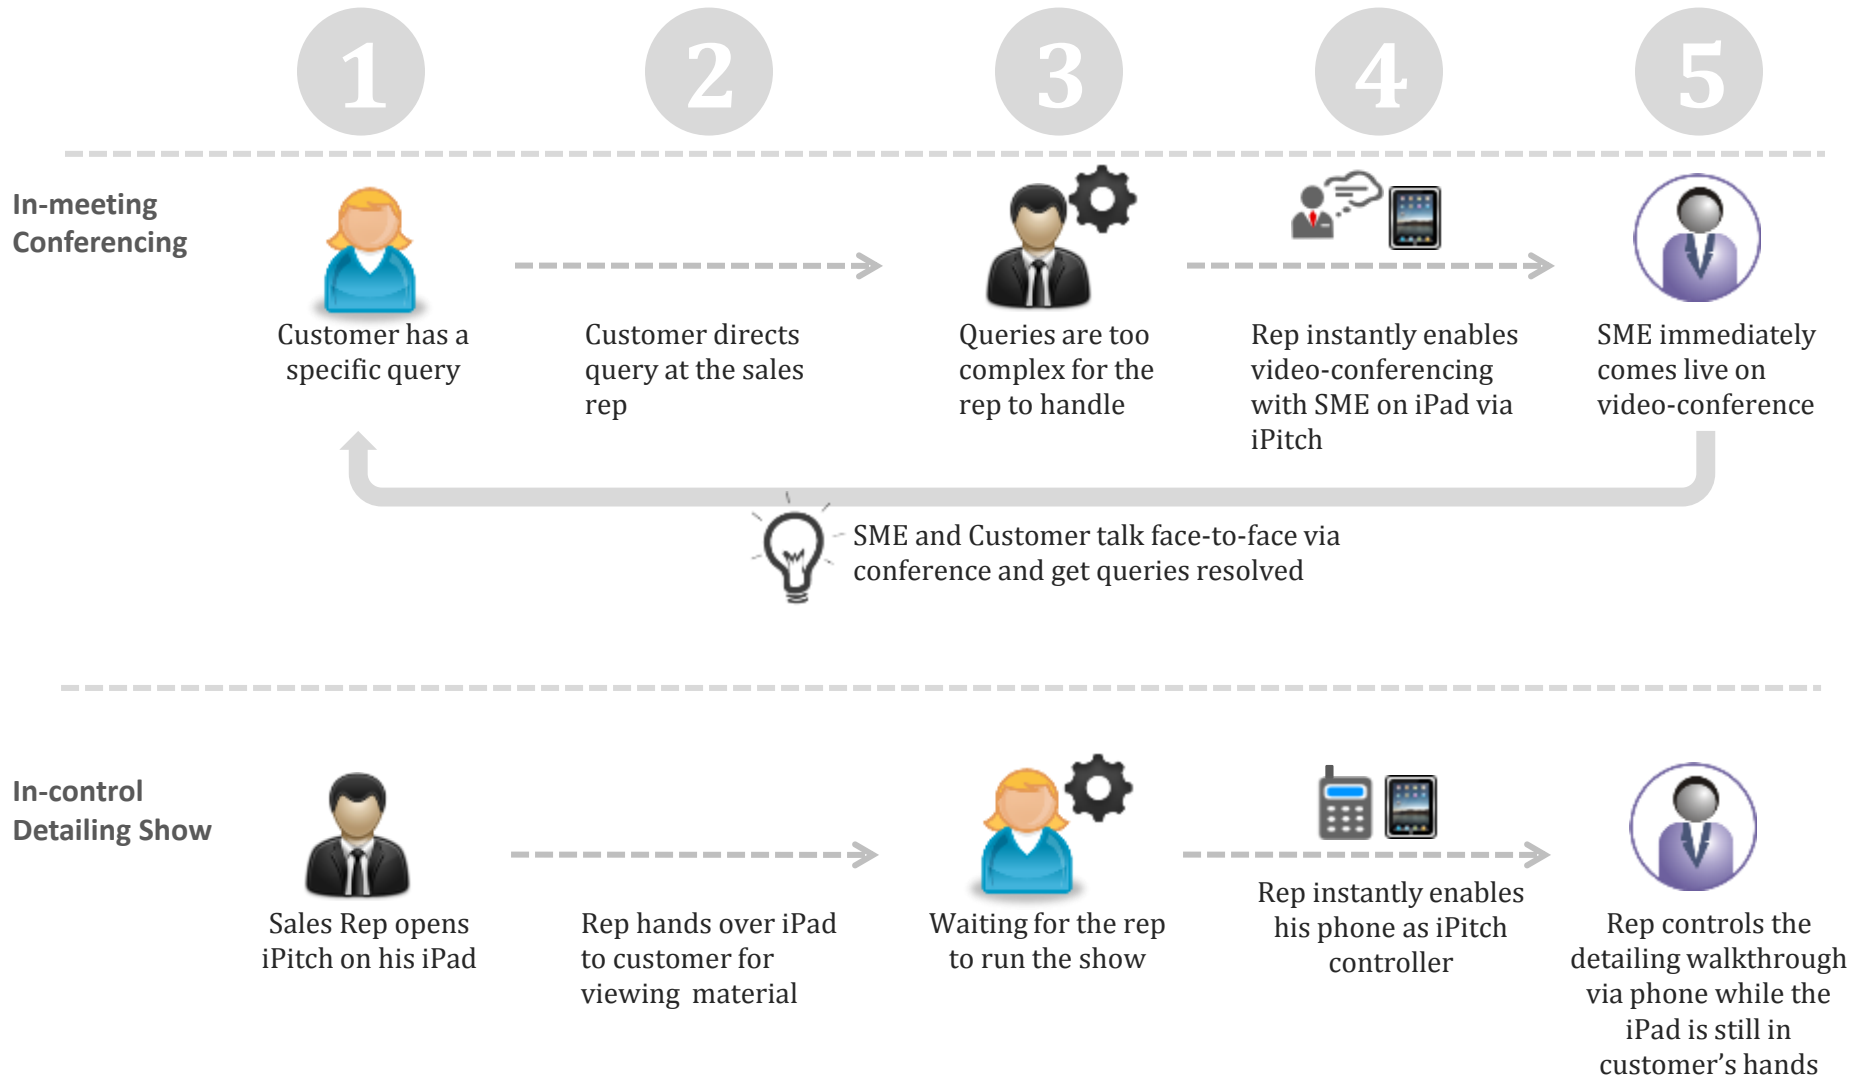 1
2
3
4
5
In-meeting
Conferencing
Customer has a
specific query
Customer directs
query at the sales
rep
Queries are too
complex for the
rep to handle
Rep instantly enables
video-conferencing
with SME on iPad via
iPitch
SME immediately
comes live on
video-conference
SME and Customer talk face-to-face via
conference and get queries resolved
In-control
Detailing Show
Sales Rep opens
iPitch on his iPad
Rep hands over iPad
to customer for
viewing  material
Waiting for the rep
to run the show
Rep instantly enables
his phone as iPitch
controller
Rep controls the
detailing walkthrough
via phone while the
iPad is still in
customer’s hands